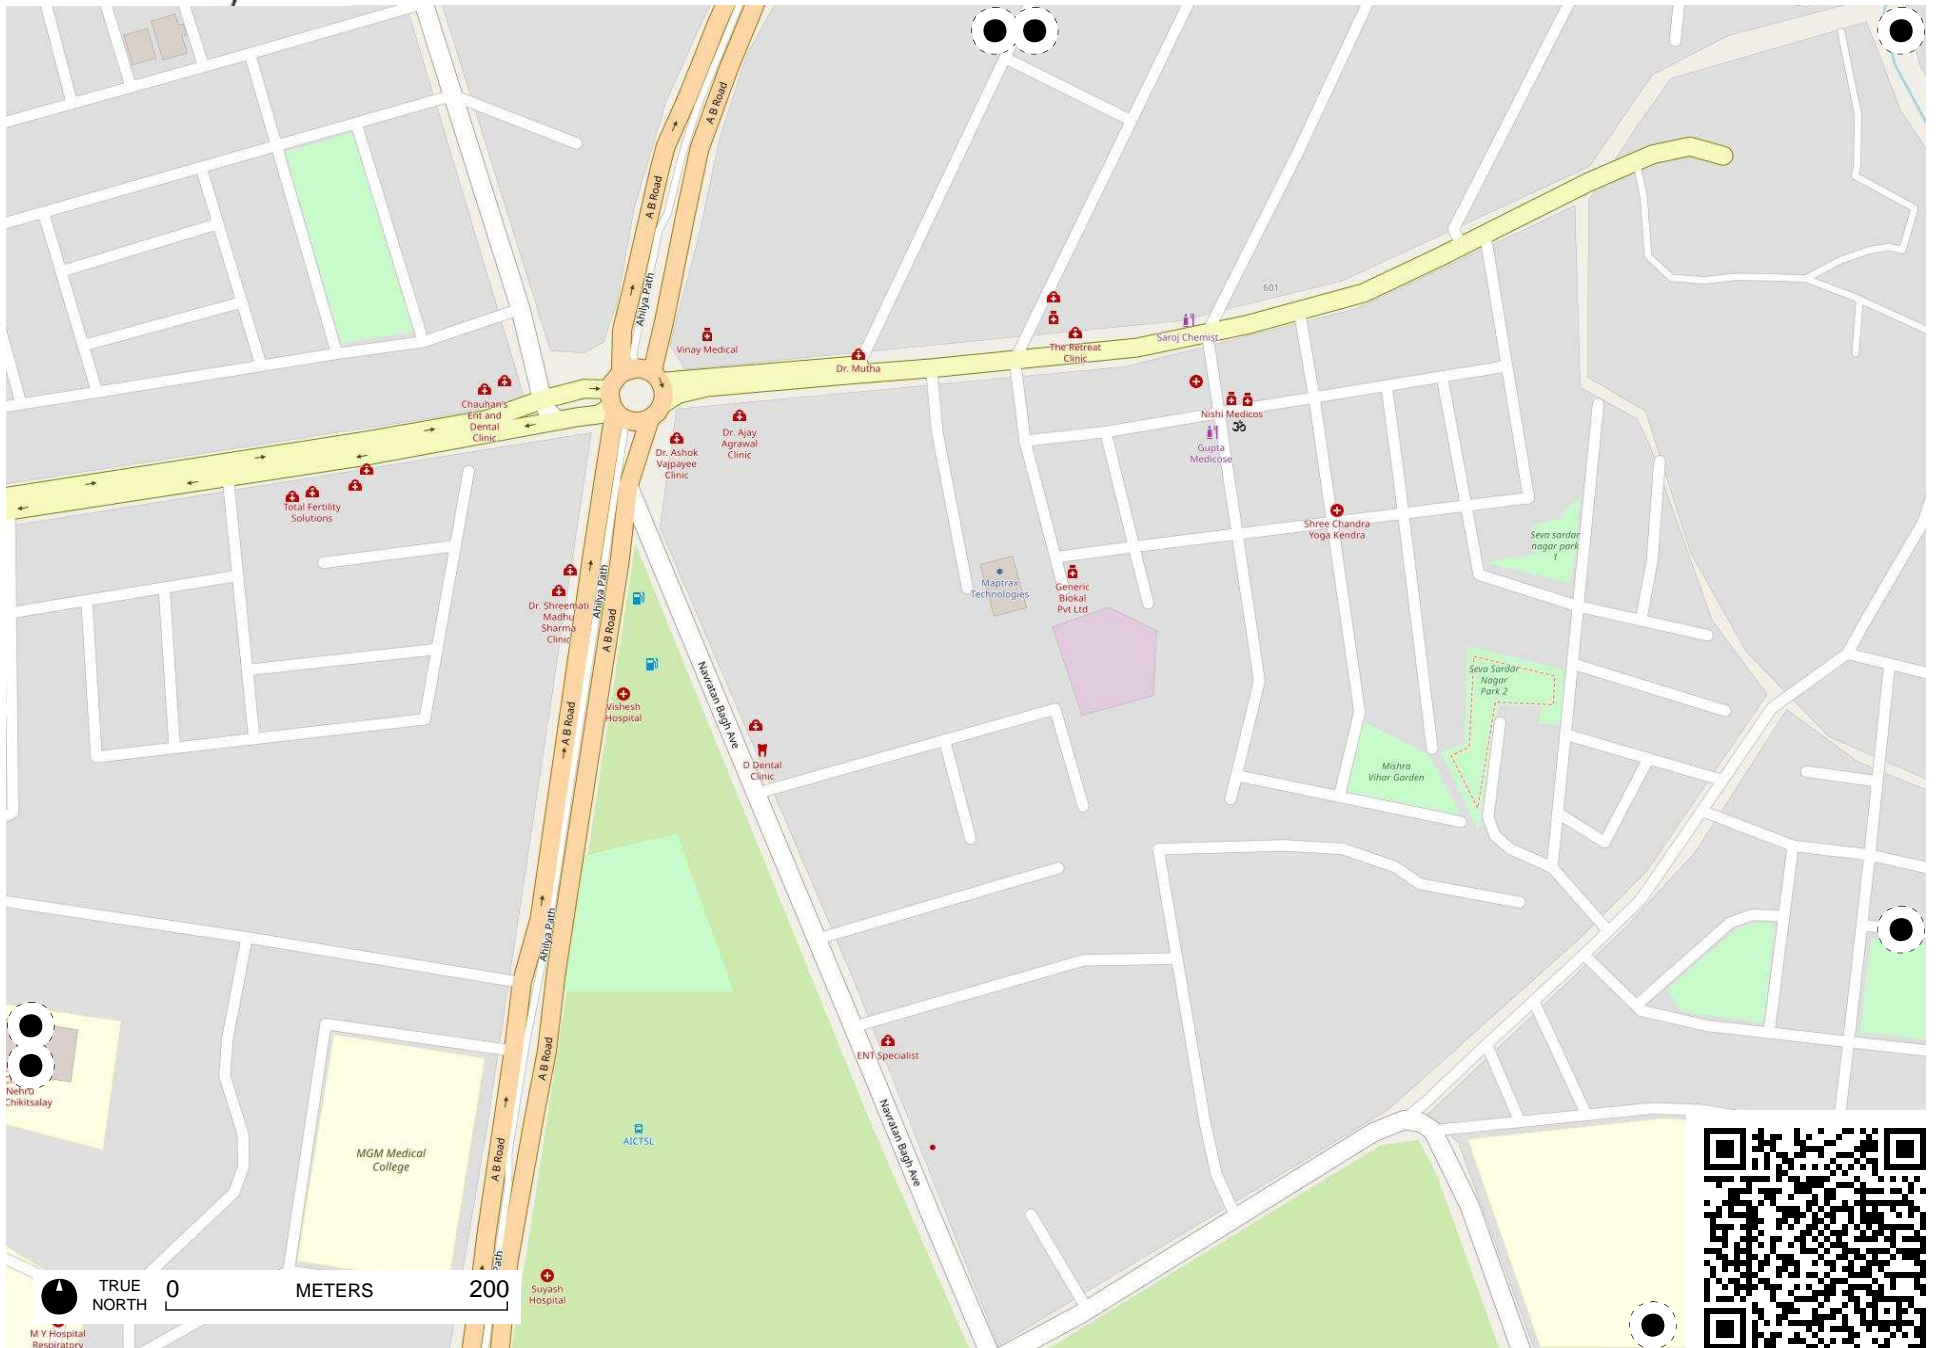 A B Road
A B Road
Ahilya Path
601
Vinay Medical
Dr. Mutha
The Retreat
Clinic
Saroj Chemist
Chauhan's
Ent and
Dental
Clinic
Dr. Ashok
Vajpayee
Clinic
Dr. Ajay
Agrawal
Clinic
Nishi Medicos
ॐ
Gupta
Medicose
Total Fertility
Solutions
Shree Chandra
Yoga Kendra
Seva sardar
nagar park
1
Maptrax
Technologies
Generic
Biokal
Pvt Ltd
Dr. Shreemati
Madhu
Sharma
Clinic
Ahilya Path
A B Road
A B Road
Vishesh
Hospital
Navratan Bagh Ave
D Dental
Clinic
Seva Sardar
Nagar
Park 2
Mishra
Vihar Garden
Ahilya Path
A B Road
ENT Specialist
Nehru
Chikitsalay
MGM Medical
College
A B Road
AICTSL
Navratan Bagh Ave
Path
Suyash
Hospital
TRUE
NORTH
0 METERS 200
M Y Hospital
Respiratory